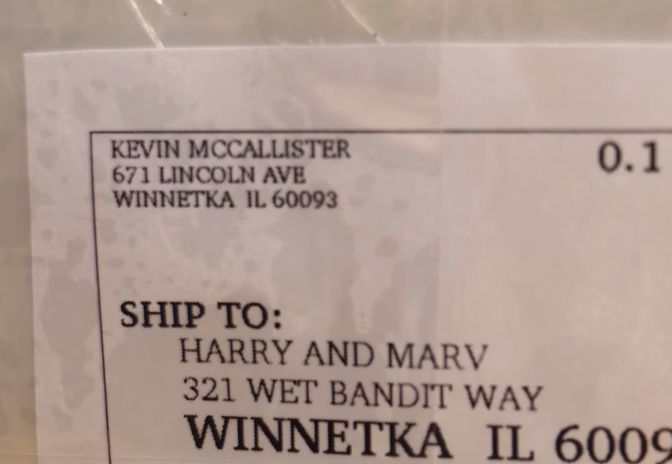 KEVIN MCCALLISTER
0.1
671 LINCOLN AVE
WINNETKA IL 60093
SHIP TO:
HARRY AND MARV
321 WET BANDIT WAY
WINNETKA IL 6009